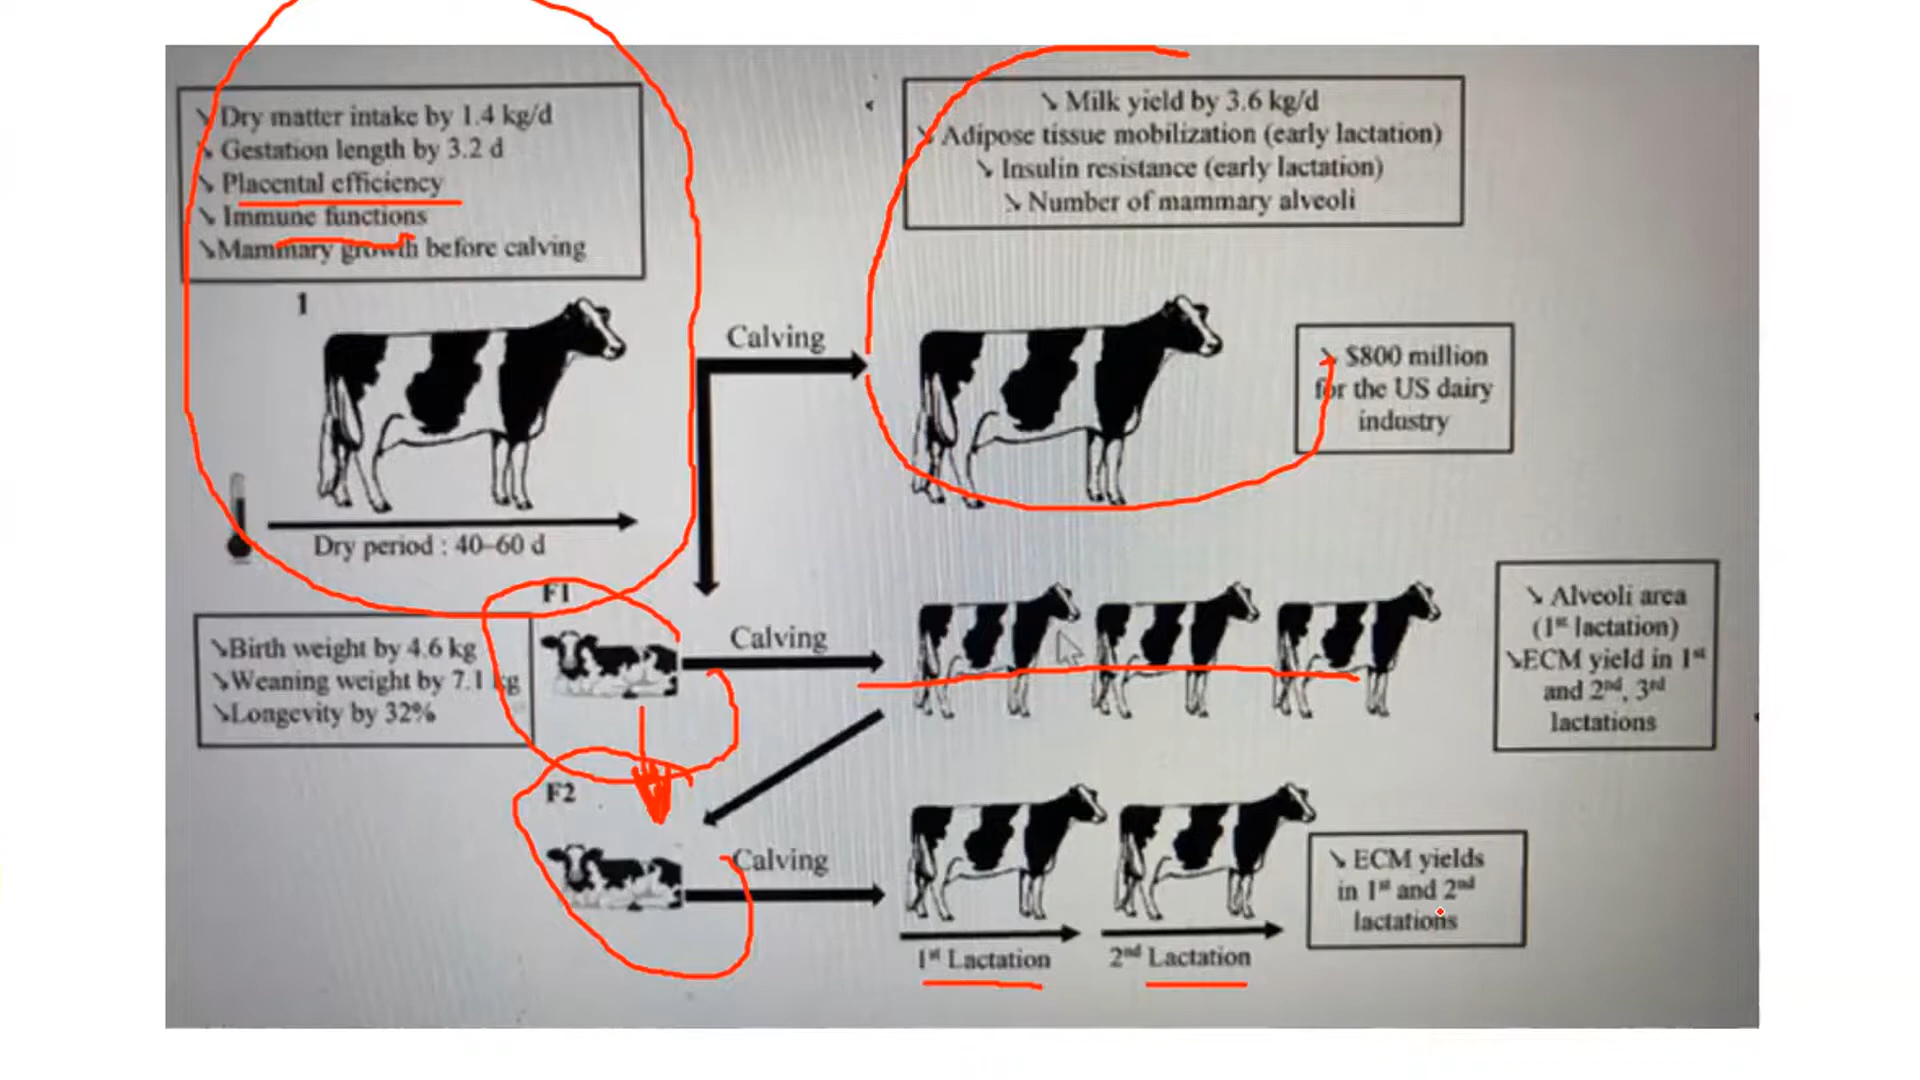 ↘ Dry matter intake by 1.4 kg/d
↘ Gestation length by 3.2 d
↘ Placental efficiency
↘ Immune functions
↘Mammary growth before calving
1
Dry period : 40–60 d
Calving
↘ Milk yield by 3.6 kg/d
↘ Adipose tissue mobilization (early lactation)
↘ Insulin resistance (early lactation)
↘ Number of mammary alveoli
↘ $800 million
for the US dairy
industry
F1
↘Birth weight by 4.6 kg
↘Weaning weight by 7.1 kg
↘Longevity by 32%
Calving
↘ Alveoli area
(1st lactation)
↘ECM yield in 1st
and 2nd, 3rd
lactations
F2
Calving
1st Lactation
2nd Lactation
↘ ECM yields
in 1st and 2nd
lactations